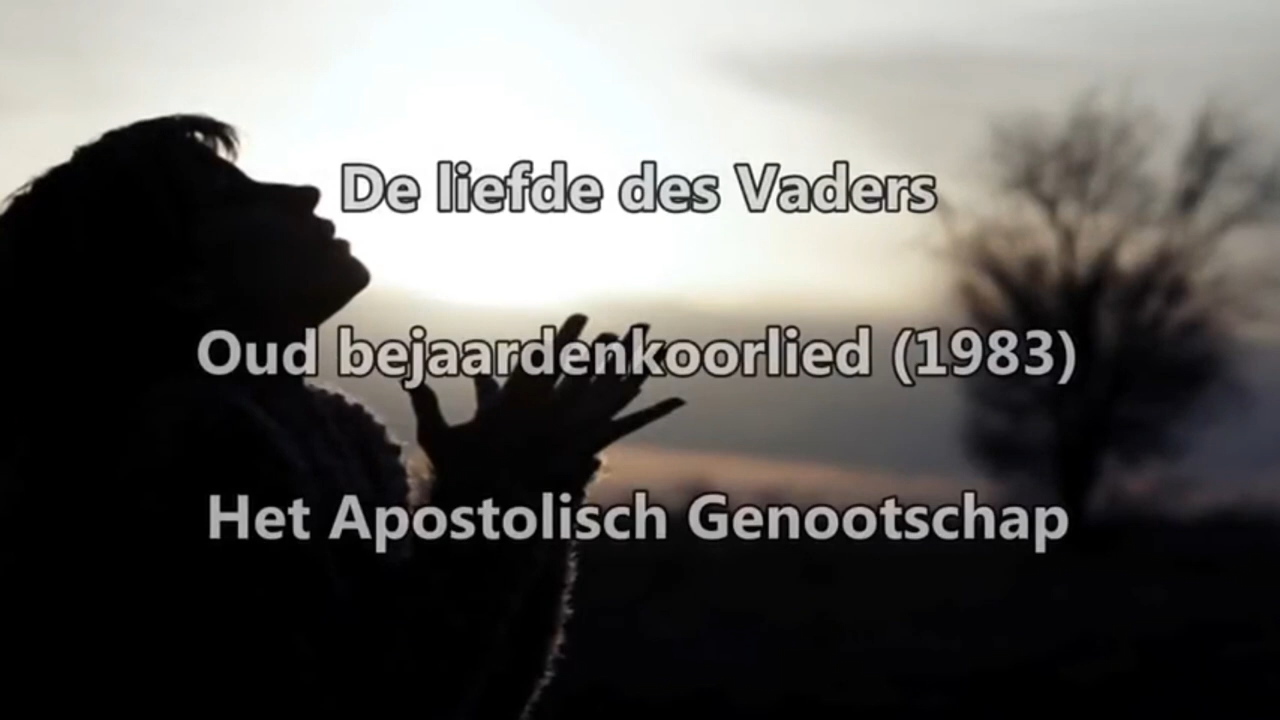 De liefde des Vaders
Oud bejaardenkoorlied (1983)
Het Apostolisch Genootschap